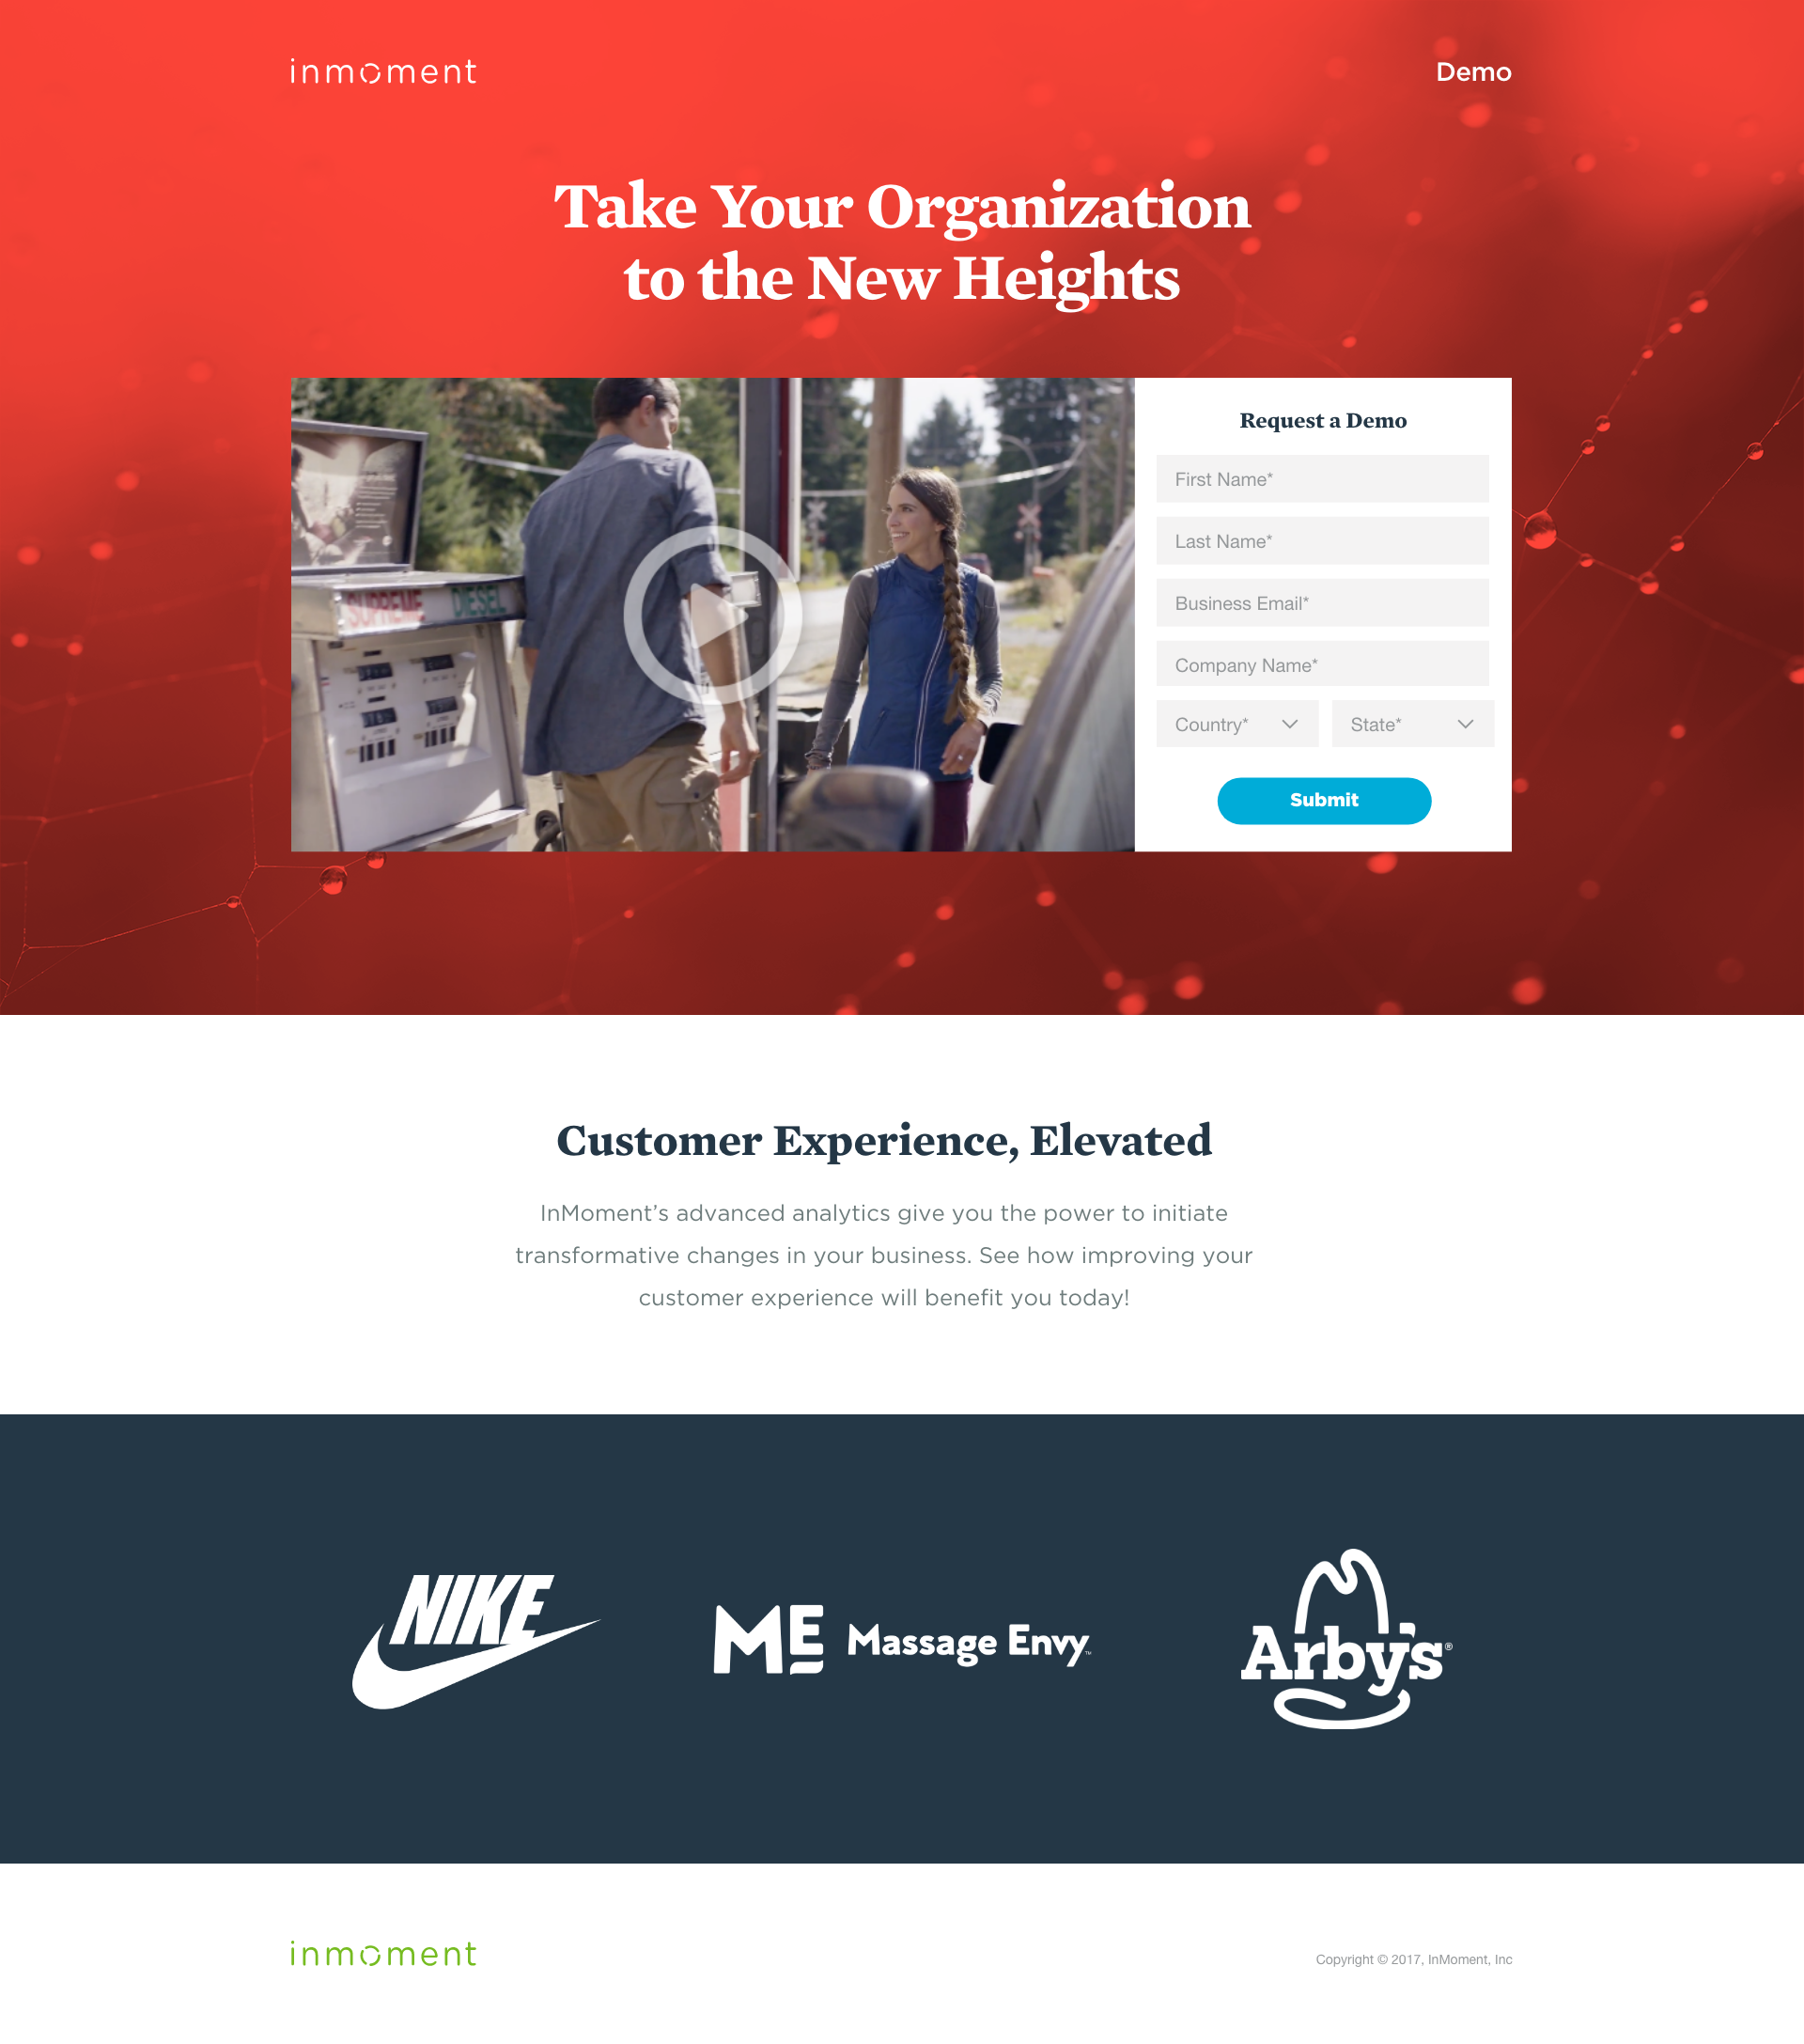 inmoment
Demo
Take Your Organization
to the New Heights
SUPREME DIESEL
Request a Demo
First Name*
Last Name*
Business Email*
Company Name*
Country* State*
Submit
Customer Experience, Elevated
InMoment’s advanced analytics give you the power to initiate
transformative changes in your business. See how improving your
customer experience will benefit you today!
NIKE
ME Massage Envy™
Arby's®
inmoment
Copyright © 2017, InMoment, Inc